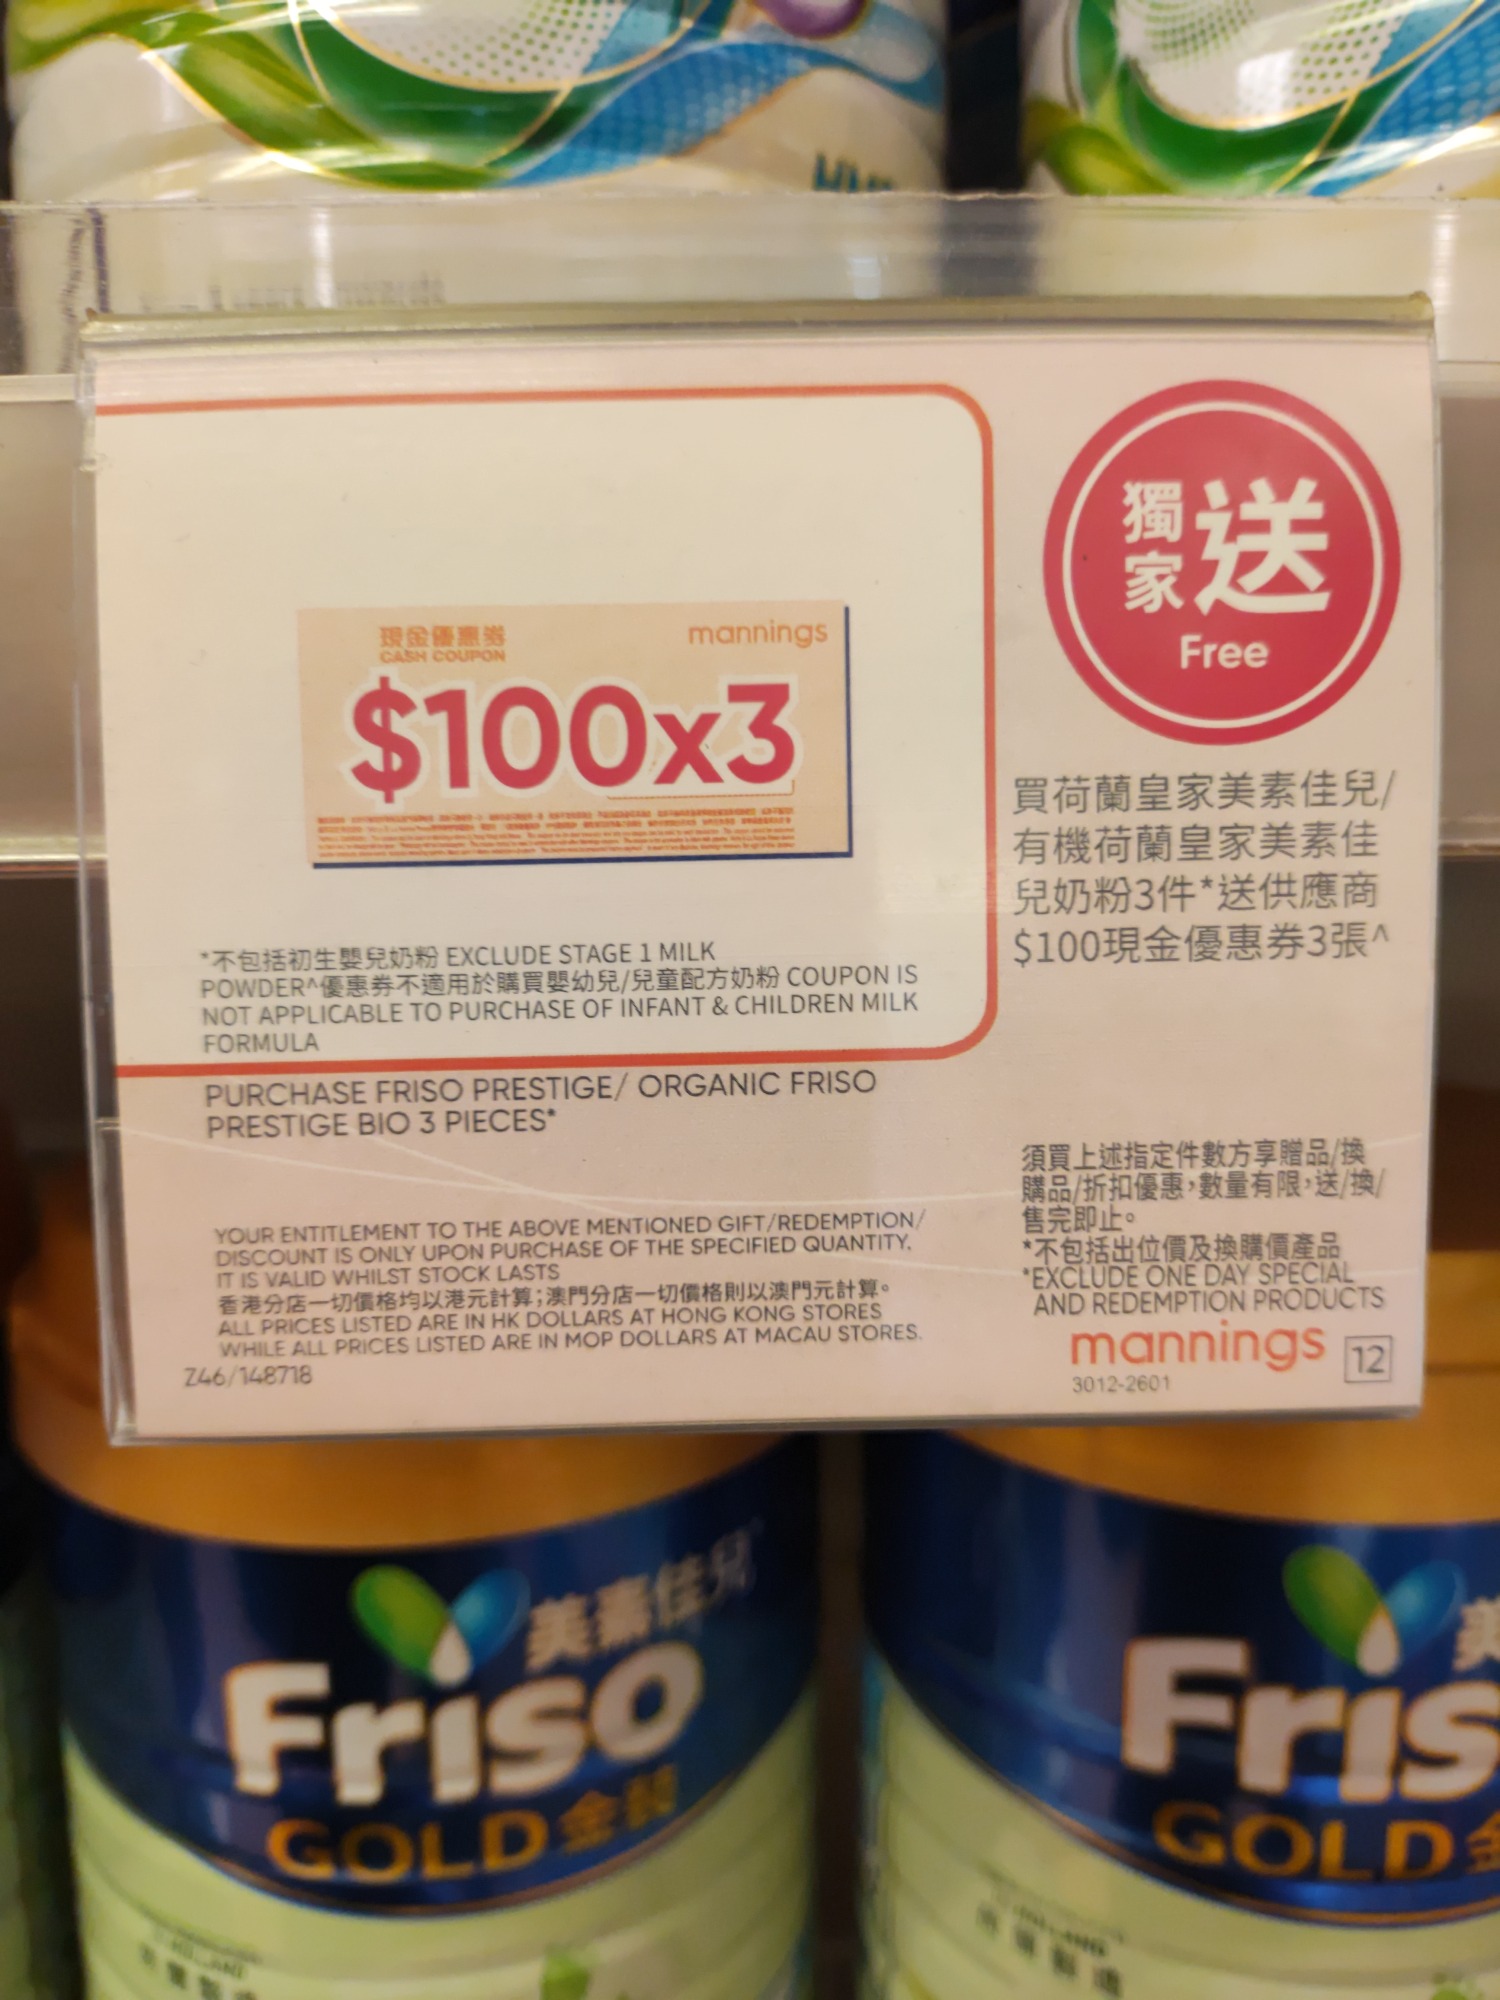 獨家送
Free
現金優惠券
CASH COUPON
mannings
$100x3
買荷蘭皇家美素佳兒/
有機荷蘭皇家美素佳
兒奶粉3件*送供應商
$100現金優惠券3張^
*不包括初生嬰兒奶粉 EXCLUDE STAGE 1 MILK
POWDER^優惠券不適用於購買嬰幼兒/兒童配方奶粉 COUPON IS
NOT APPLICABLE TO PURCHASE OF INFANT & CHILDREN MILK
FORMULA
PURCHASE FRISO PRESTIGE/ ORGANIC FRISO
PRESTIGE BIO 3 PIECES*
須買上述指定件數方享贈品/換
購品/折扣優惠,數量有限,送/換/
售完即止。
*不包括出位價及換購價產品
*EXCLUDE ONE DAY SPECIAL
AND REDEMPTION PRODUCTS
YOUR ENTITLEMENT TO THE ABOVE MENTIONED GIFT/REDEMPTION/
DISCOUNT IS ONLY UPON PURCHASE OF THE SPECIFIED QUANTITY.
IT IS VALID WHILST STOCK LASTS
香港分店一切價格均以港元計算;澳門分店一切價格則以澳門元計算。
ALL PRICES LISTED ARE IN HK DOLLARS AT HONG KONG STORES
WHILE ALL PRICES LISTED ARE IN MOP DOLLARS AT MACAU STORES.
Z46/148718
mannings 12
3012-2601
美素佳兒
Friso
GOLD 金裝
美
Fris
GOLD 金